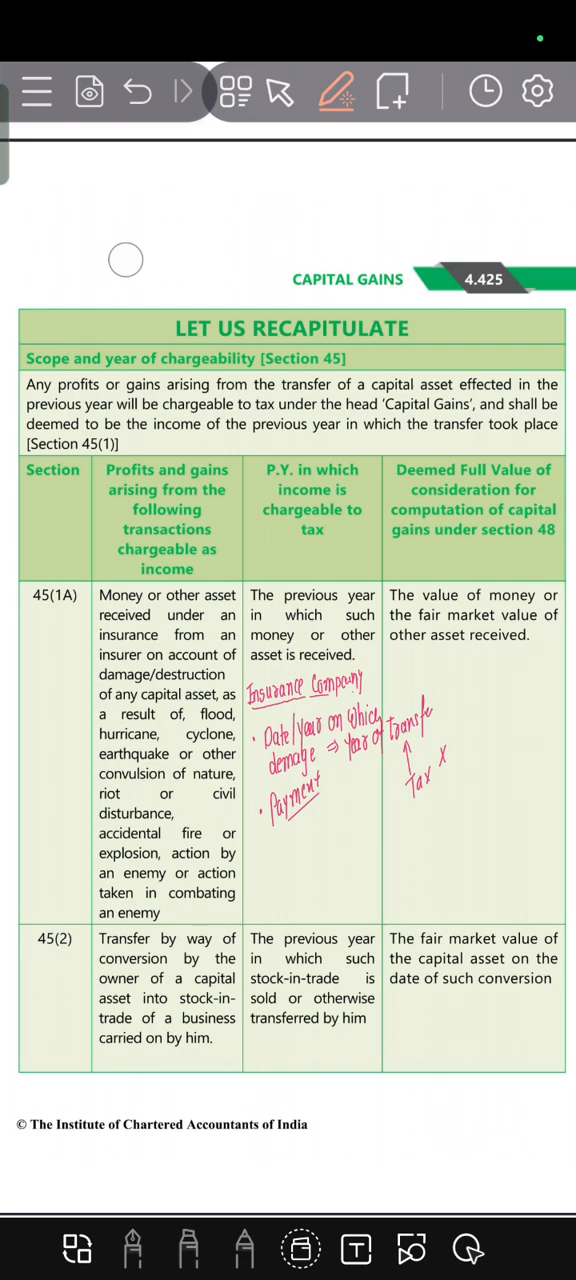 CAPITAL GAINS 4.425
LET US RECAPITULATE
Scope and year of chargeability [Section 45]
Any profits or gains arising from the transfer of a capital asset effected in the
previous year will be chargeable to tax under the head ‘Capital Gains’, and shall be
deemed to be the income of the previous year in which the transfer took place
[Section 45(1)]
Section
Profits and gains
arising from the
following
transactions
chargeable as
income
P.Y. in which
income is
chargeable to
tax
Deemed Full Value of
consideration for
computation of capital
gains under section 48
45(1A)
Money or other asset
received under an
insurance from an
insurer on account of
damage/destruction
of any capital asset, as
a result of, flood,
hurricane, cyclone,
earthquake or other
convulsion of nature,
riot or civil
disturbance,
accidental fire or
explosion, action by
an enemy or action
taken in combating
an enemy
The previous year
in which such
money or other
asset is received.
The value of money or
the fair market value of
other asset received.
Insurance Company
• Date/Year on which
demage ⇒ Year of transfe
↑
Tax X
• Payment
45(2)
Transfer by way of
conversion by the
owner of a capital
asset into stock-in-
trade of a business
carried on by him.
The previous year
in which such
stock-in-trade is
sold or otherwise
transferred by him
The fair market value of
the capital asset on the
date of such conversion
© The Institute of Chartered Accountants of India
T